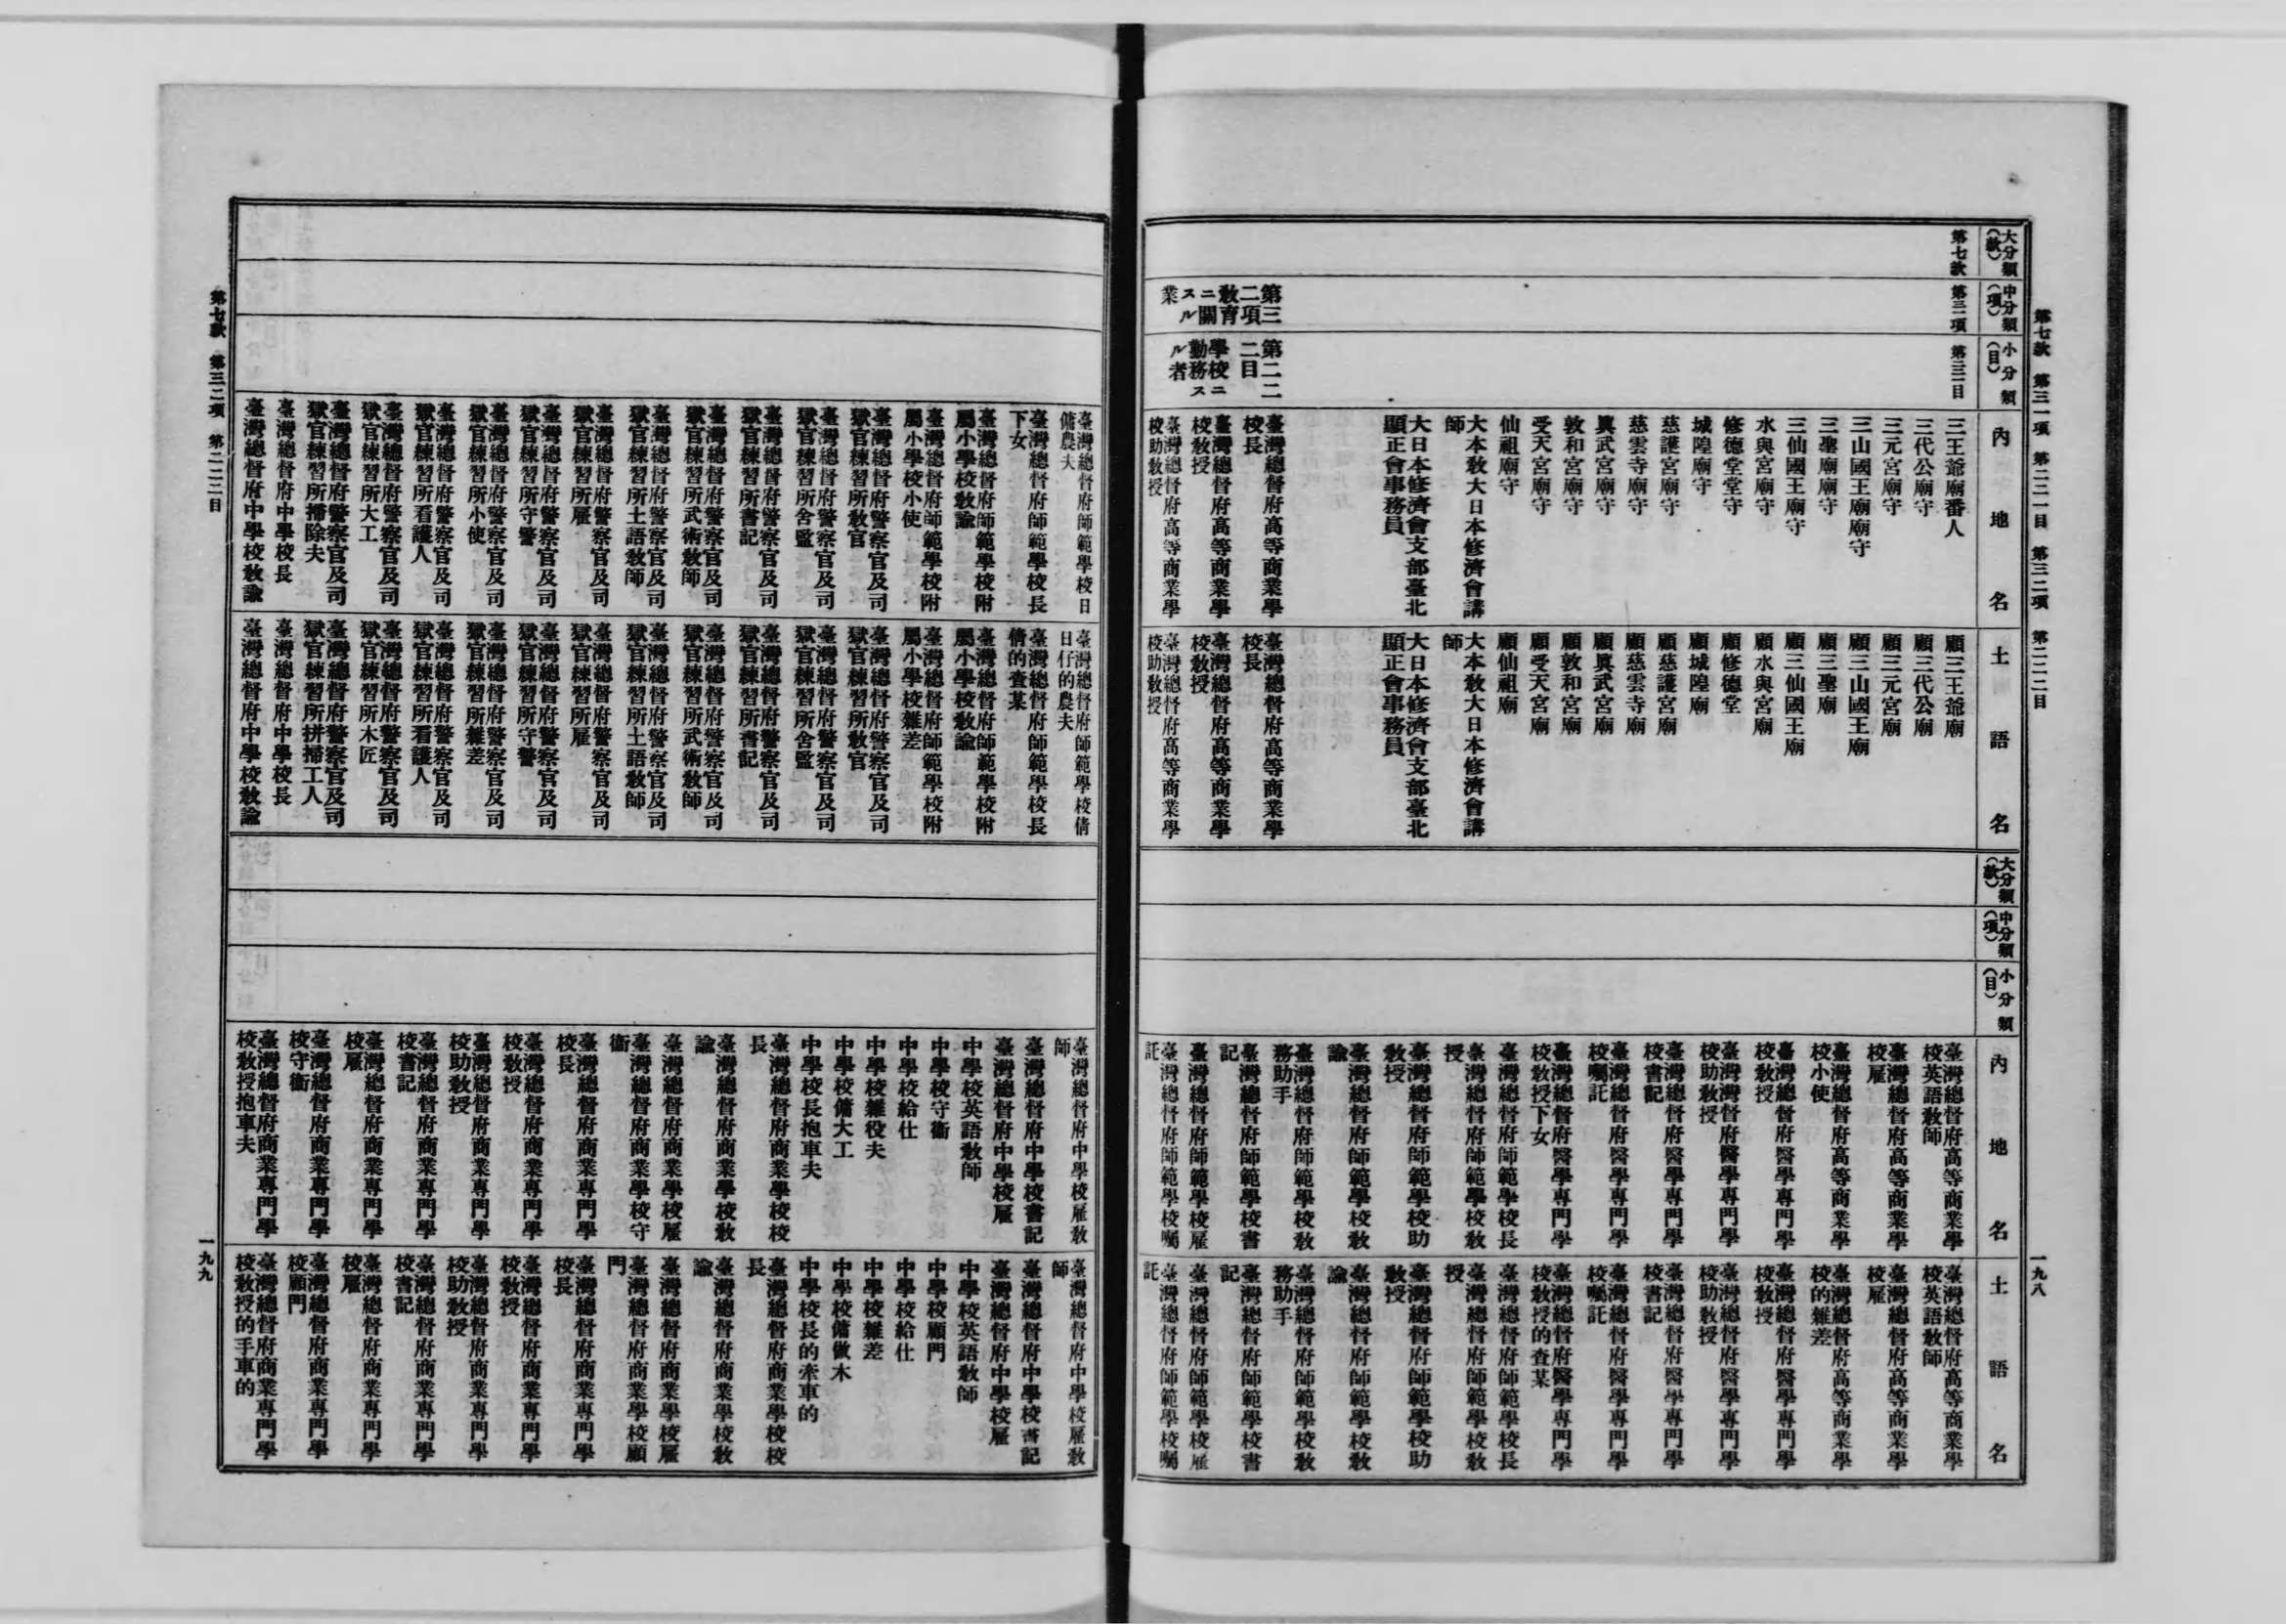 第七款　第三一項　第二二一目　第三二項　第二二二目
大分類(款)
中分類(項)
小分類(目)
內地名
土語名
第七款
第三一項
三王爺廟番人
三代公廟守
三元宮廟守
三山國王廟廟守
三聖廟廟守
三仙國王廟守
水與宮廟守
修德堂堂守
城隍廟守
慈護宮廟守
慈雲寺廟守
眞武宮廟守
敦和宮廟守
受天宮廟守
仙祖廟守
大本敎大日本修濟會講
師
大日本修濟會支部臺北
顯正會事務員
第三二項　敎育ニ關スル業
第二二二目　學校ニ勤務スル者
臺灣總督府高等商業學
校長
臺灣總督府高等商業學
校敎授
臺灣總督府高等商業學
校助敎授
顧三王爺廟
顧三代公廟
顧三元宮廟
顧三山國王廟
顧三聖廟
顧三仙國王廟
顧水與宮廟
顧修德堂
顧城隍廟
顧慈護宮廟
顧慈雲寺廟
顧眞武宮廟
顧敦和宮廟
顧受天宮廟
顧仙祖廟
大本敎大日本修濟會講
師
大日本修濟會支部臺北
顯正會事務員
臺灣總督府高等商業學
校長
臺灣總督府高等商業學
校敎授
臺灣總督府高等商業學
校助敎授
大分類(款)
中分類(項)
小分類(目)
內地名
土語名
臺灣總督府高等商業學
校英語敎師
臺灣總督府高等商業學
校雇
臺灣總督府高等商業學
校小使
臺灣總督府醫學專門學
校敎授
臺灣總督府醫學專門學
校助敎授
臺灣總督府醫學專門學
校書記
臺灣總督府醫學專門學
校囑託
臺灣總督府醫學專門學
校敎授下女
臺灣總督府師範學校長
臺灣總督府師範學校敎
授
臺灣總督府師範學校助
敎授
臺灣總督府師範學校敎
諭
臺灣總督府師範學校敎
務助手
臺灣總督府師範學校書
記
臺灣總督府師範學校雇
臺灣總督府師範學校囑
託
臺灣總督府高等商業學
校英語敎師
臺灣總督府高等商業學
校雇
臺灣總督府高等商業學
校的雜差
臺灣總督府醫學專門學
校敎授
臺灣總督府醫學專門學
校助敎授
臺灣總督府醫學專門學
校書記
臺灣總督府醫學專門學
校囑託
臺灣總督府醫學專門學
校敎授的査某
臺灣總督府師範學校長
臺灣總督府師範學校敎
授
臺灣總督府師範學校助
敎授
臺灣總督府師範學校敎
諭
臺灣總督府師範學校敎
務助手
臺灣總督府師範學校書
記
臺灣總督府師範學校雇
臺灣總督府師範學校囑
託
一九八
臺灣總督府師範學校日
傭農夫
臺灣總督府師範學校長
下女
臺灣總督府師範學校附
屬小學校敎諭
臺灣總督府師範學校附
屬小學校小使
臺灣總督府警察官及司
獄官練習所敎官
臺灣總督府警察官及司
獄官練習所舍監
臺灣總督府警察官及司
獄官練習所書記
臺灣總督府警察官及司
獄官練習所武術敎師
臺灣總督府警察官及司
獄官練習所土語敎師
臺灣總督府警察官及司
獄官練習所雇
臺灣總督府警察官及司
獄官練習所守警
臺灣總督府警察官及司
獄官練習所小使
臺灣總督府警察官及司
獄官練習所看護人
臺灣總督府警察官及司
獄官練習所大工
臺灣總督府警察官及司
獄官練習所掃除夫
臺灣總督府中學校長
臺灣總督府中學校敎諭
臺灣總督府師範學校倩
日仔的農夫
臺灣總督府師範學校長
倩的査某
臺灣總督府師範學校附
屬小學校敎諭
臺灣總督府師範學校附
屬小學校雜差
臺灣總督府警察官及司
獄官練習所敎官
臺灣總督府警察官及司
獄官練習所舍監
臺灣總督府警察官及司
獄官練習所書記
臺灣總督府警察官及司
獄官練習所武術敎師
臺灣總督府警察官及司
獄官練習所土語敎師
臺灣總督府警察官及司
獄官練習所雇
臺灣總督府警察官及司
獄官練習所守警
臺灣總督府警察官及司
獄官練習所雜差
臺灣總督府警察官及司
獄官練習所看護人
臺灣總督府警察官及司
獄官練習所木匠
臺灣總督府警察官及司
獄官練習所拼掃工人
臺灣總督府中學校長
臺灣總督府中學校敎諭
臺灣總督府中學校雇敎
師
臺灣總督府中學校書記
臺灣總督府中學校雇
中學校英語敎師
中學校守衞
中學校給仕
中學校雜役夫
中學校傭大工
中學校長抱車夫
臺灣總督府商業學校校
長
臺灣總督府商業學校敎
諭
臺灣總督府商業學校雇
臺灣總督府商業學校守
衞
臺灣總督府商業專門學
校長
臺灣總督府商業專門學
校敎授
臺灣總督府商業專門學
校助敎授
臺灣總督府商業專門學
校書記
臺灣總督府商業專門學
校雇
臺灣總督府商業專門學
校守衞
臺灣總督府商業專門學
校敎授抱車夫
臺灣總督府中學校雇敎
師
臺灣總督府中學校書記
臺灣總督府中學校雇
中學校英語敎師
中學校顧門
中學校給仕
中學校雜差
中學校傭做木
中學校長的牽車的
臺灣總督府商業學校校
長
臺灣總督府商業學校敎
諭
臺灣總督府商業學校雇
臺灣總督府商業學校顧
門
臺灣總督府商業專門學
校長
臺灣總督府商業專門學
校敎授
臺灣總督府商業專門學
校助敎授
臺灣總督府商業專門學
校書記
臺灣總督府商業專門學
校雇
臺灣總督府商業專門學
校顧門
臺灣總督府商業專門學
校敎授的手車的
第七款　第三二項　第二二二目
一九九